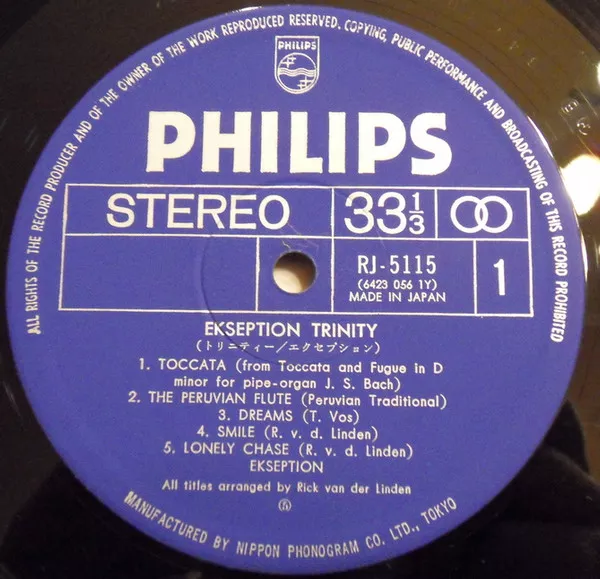 ALL RIGHTS OF THE RECORD PRODUCER AND OF THE OWNER OF THE WORK REPRODUCED RESERVED. COPYING, PUBLIC PERFORMANCE AND BROADCASTING OF THIS RECORD PROHIBITED
PHILIPS
PHILIPS
STEREO 33 1/3
RJ-5115
(6423 056 1Y)
MADE IN JAPAN
1
EKSEPTION TRINITY
(トリニティー/エクセプション)
1. TOCCATA (from Toccata and Fugue in D
minor for pipe-organ J. S. Bach)
2. THE PERUVIAN FLUTE (Peruvian Traditional)
3. DREAMS (T. Vos)
4. SMILE (R. v. d. Linden)
5. LONELY CHASE (R. v. d. Linden)
EKSEPTION
All titles arranged by Rick van der Linden
MANUFACTURED BY NIPPON PHONOGRAM CO. LTD., TOKYO